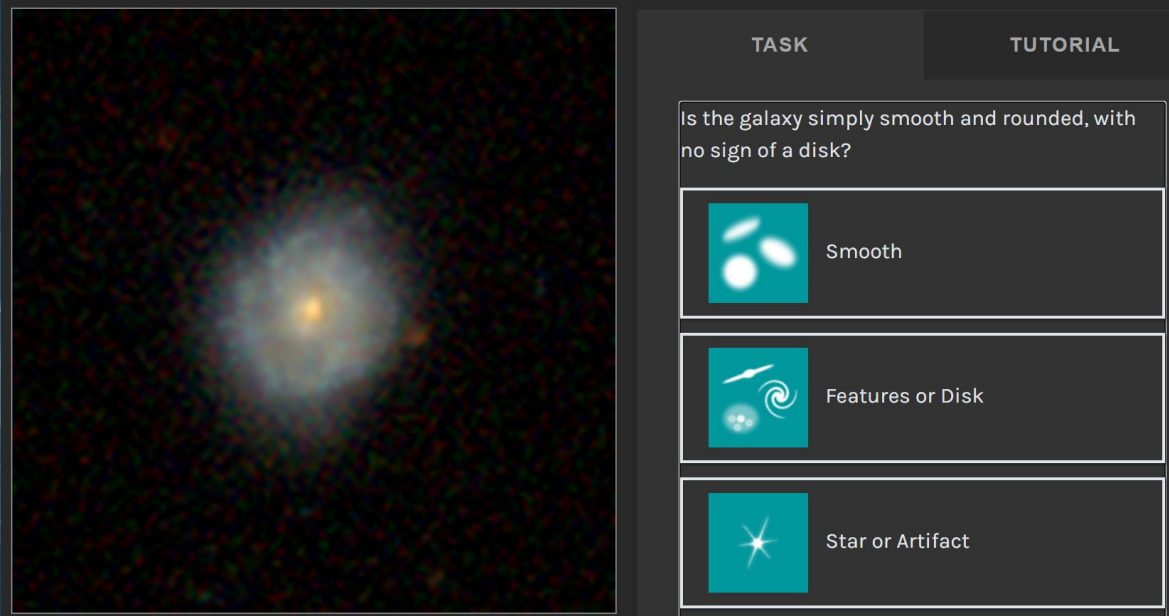 TASK
TUTORIAL
Is the galaxy simply smooth and rounded, with
no sign of a disk?
Smooth
Features or Disk
Star or Artifact